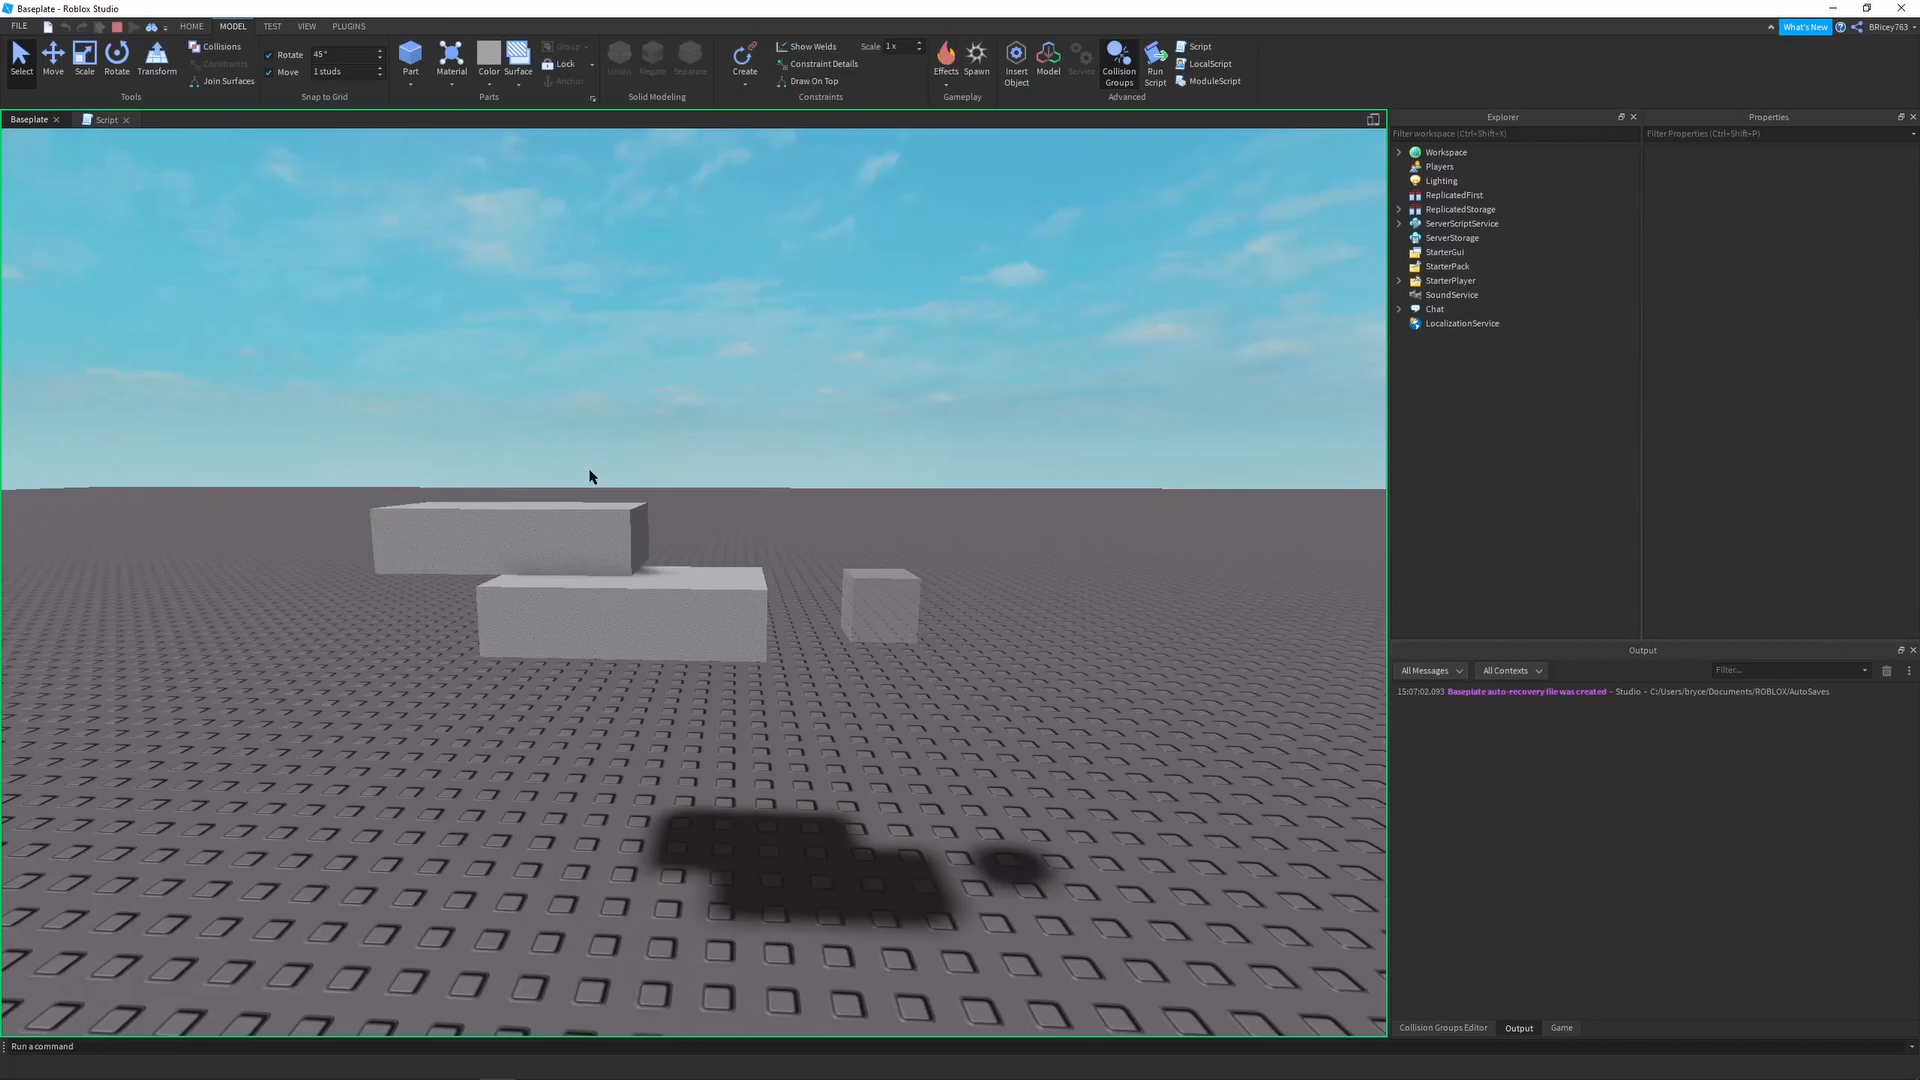 Baseplate - Roblox Studio
FILE HOME MODEL TEST VIEW PLUGINS What's New BRicey763
Select Move Scale Rotate Transform
Collisions
Constraints
Join Surfaces
Tools
Rotate 45°
Move 1 studs
Snap to Grid
Part Material Color Surface
Group
Lock
Anchor
Parts
Union Negate Separate
Solid Modeling
Create
Show Welds Scale 1 x
Constraint Details
Draw On Top
Constraints
Effects Spawn
Gameplay
Insert Object Model Service Collision Groups Run Script
Script
LocalScript
ModuleScript
Advanced
Baseplate Script
Explorer
Filter workspace (Ctrl+Shift+X)
Workspace
Players
Lighting
ReplicatedFirst
ReplicatedStorage
ServerScriptService
ServerStorage
StarterGui
StarterPack
StarterPlayer
SoundService
Chat
LocalizationService
Properties
Filter Properties (Ctrl+Shift+P)
Output
All Messages All Contexts Filter...
15:07:02.093 Baseplate auto-recovery file was created - Studio - C:/Users/bryce/Documents/ROBLOX/AutoSaves
Collision Groups Editor Output Game
Run a command